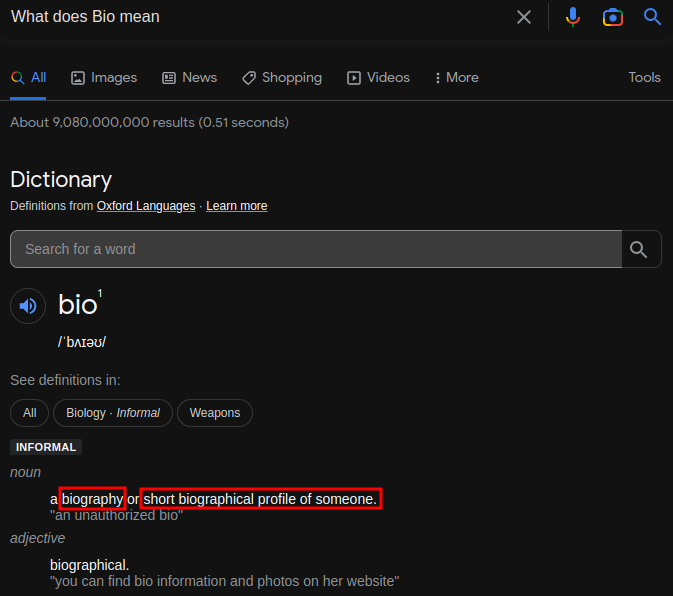 What does Bio mean
All Images News Shopping Videos More Tools
About 9,080,000,000 results (0.51 seconds)
Dictionary
Definitions from Oxford Languages · Learn more
Search for a word
bio1
/ˈbʌɪəʊ/
See definitions in:
All Biology · Informal Weapons
INFORMAL
noun
a biography or short biographical profile of someone.
"an unauthorized bio"
adjective
biographical.
"you can find bio information and photos on her website"